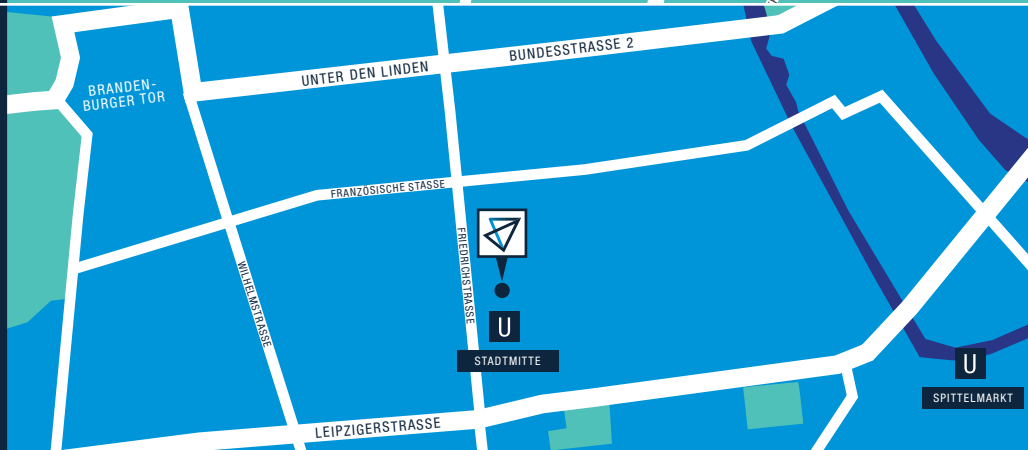 BRANDEN-
BURGER TOR
UNTER DEN LINDEN
BUNDESSTRASSE 2
FRANZÖSISCHE STASSE
WILHELMSTRASSE
FRIEDRICHSTRASSE
U
STADTMITTE
U
SPITTELMARKT
LEIPZIGERSTRASSE